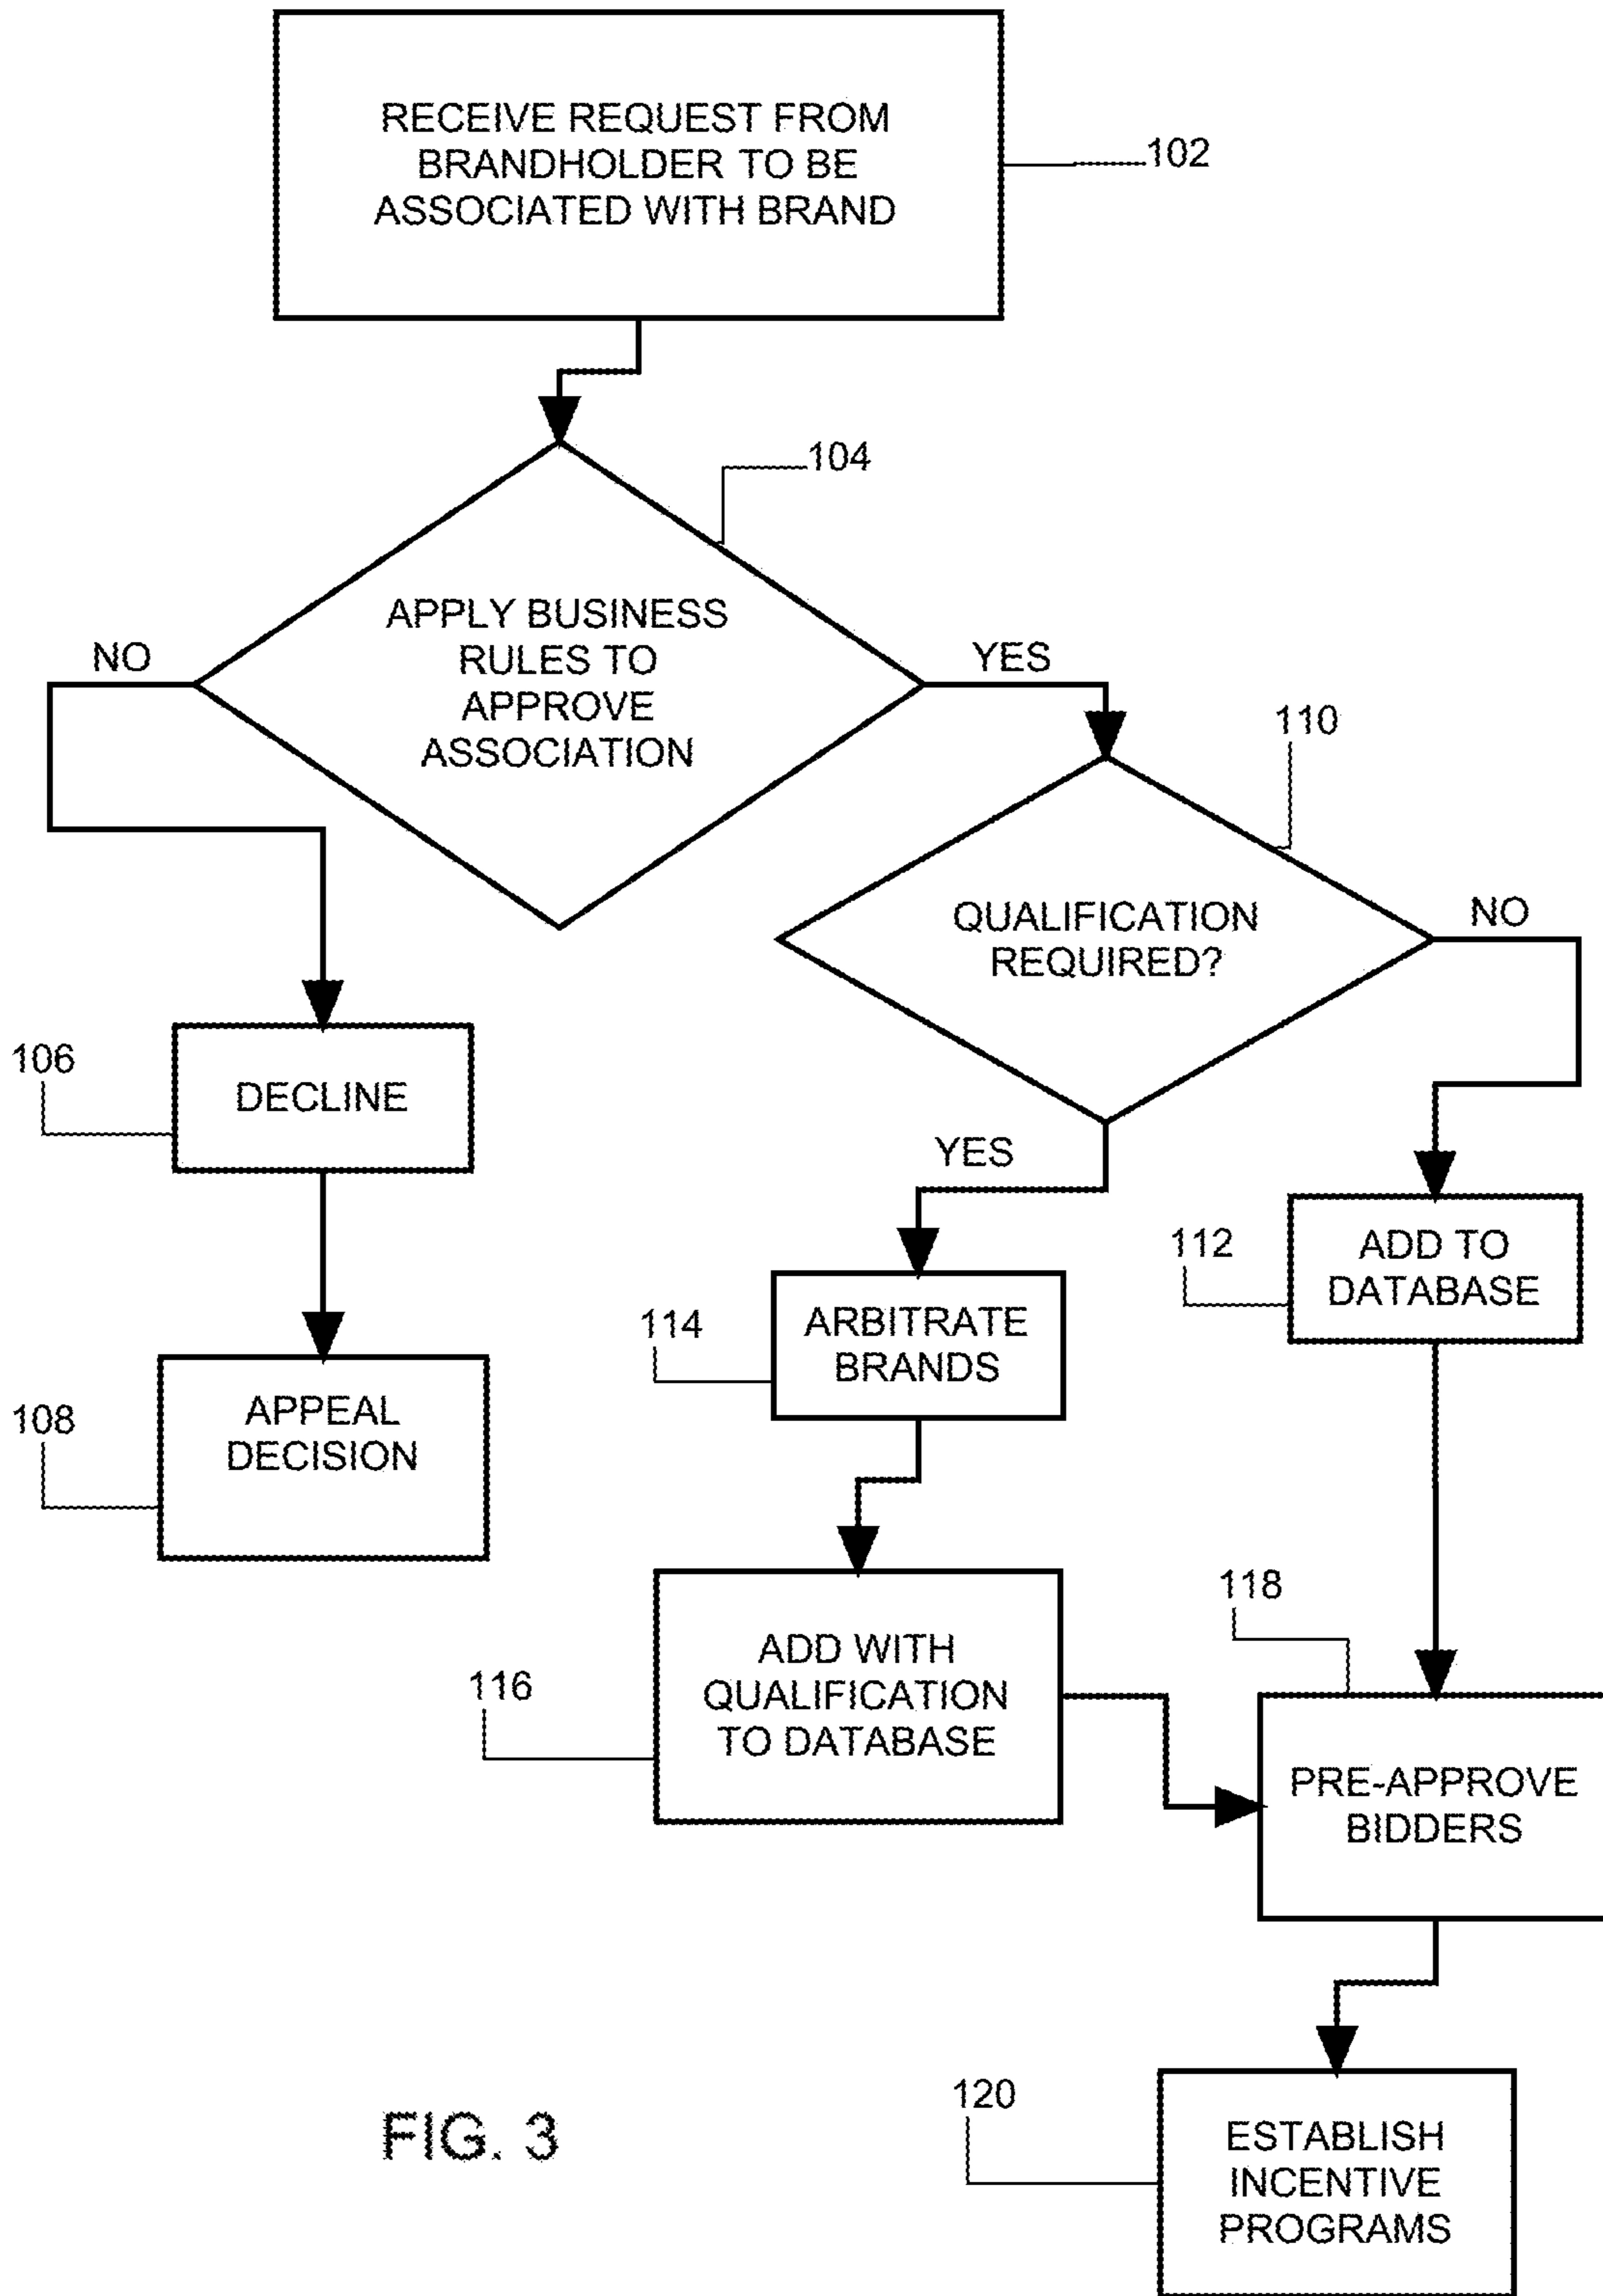 RECEIVE REQUEST FROM
BRANDHOLDER TO BE
ASSOCIATED WITH BRAND
102
104
APPLY BUSINESS
RULES TO
APPROVE
ASSOCIATION
NO
YES
110
QUALIFICATION
REQUIRED?
NO
106
DECLINE
YES
112
ADD TO
DATABASE
114
ARBITRATE
BRANDS
108
APPEAL
DECISION
118
116
ADD WITH
QUALIFICATION
TO DATABASE
PRE-APPROVE
BIDDERS
120
ESTABLISH
INCENTIVE
PROGRAMS
FIG. 3